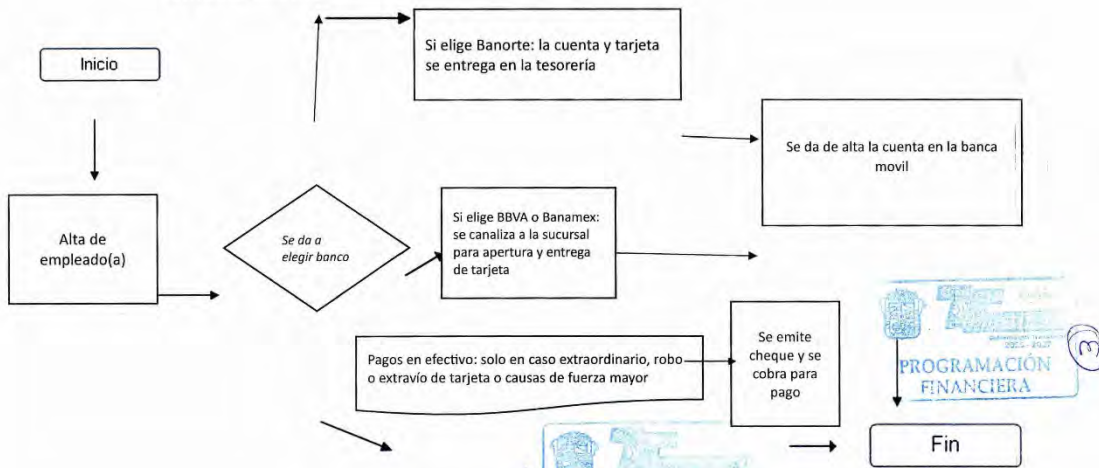 Inicio
Alta de
empleado(a)
Se da a
elegir banco
Si elige Banorte: la cuenta y tarjeta
se entrega en la tesorería
Si elige BBVA o Banamex:
se canaliza a la sucursal
para apertura y entrega
de tarjeta
Se da de alta la cuenta en la banca
movil
Pagos en efectivo: solo en caso extraordinario, robo
o extravío de tarjeta o causas de fuerza mayor
Se emite
cheque y se
cobra para
pago
PROGRAMACIÓN
FINANCIERA
3
Fin